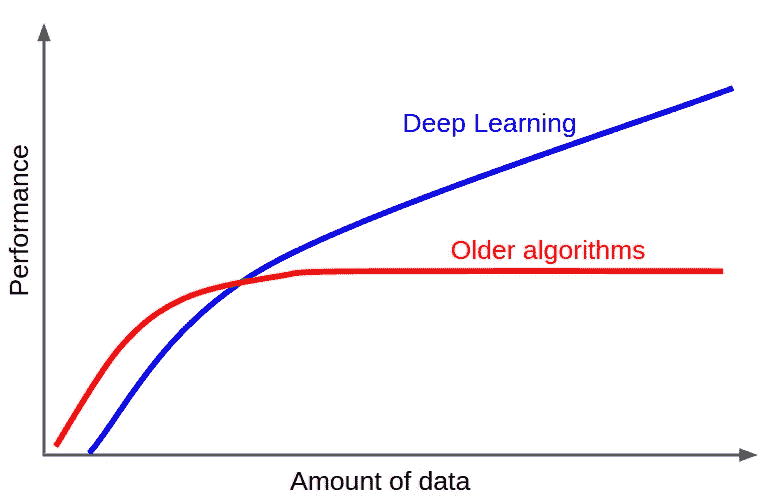 Deep Learning
Performance
Older algorithms
Amount of data